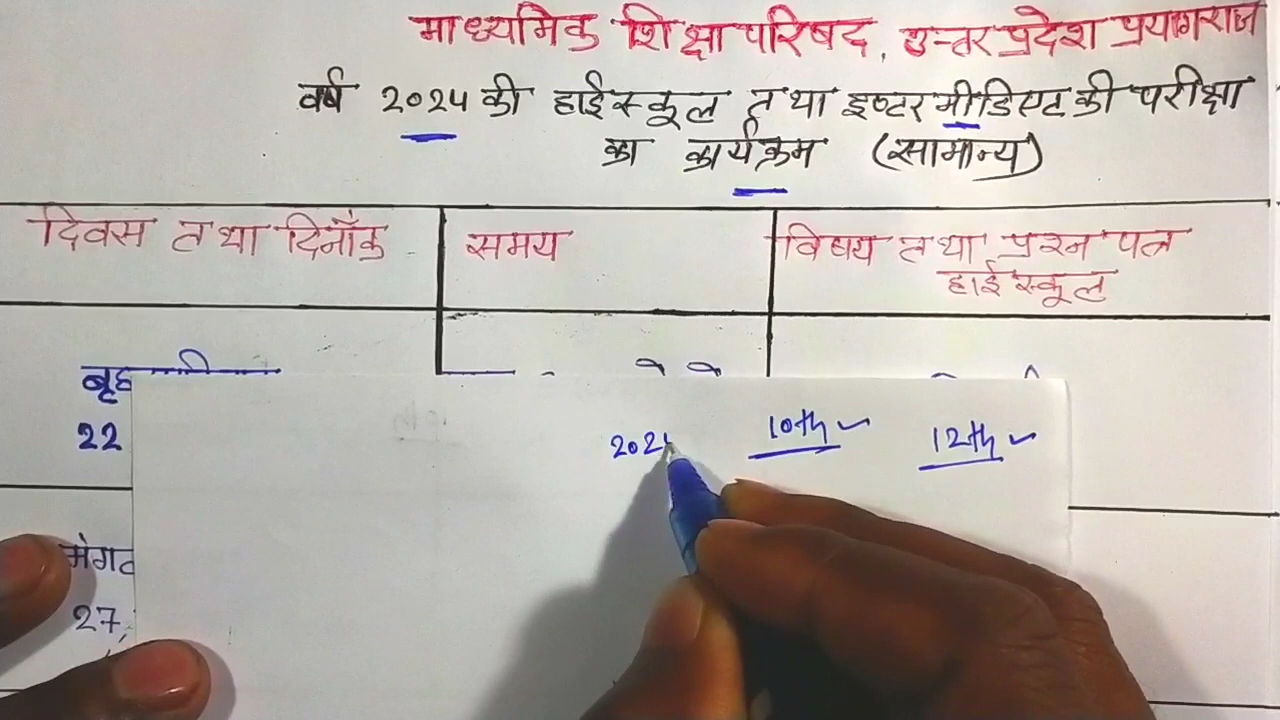 माध्यमिक शिक्षा परिषद, उत्तर प्रदेश प्रयागराज
वर्ष 2024 की हाईस्कूल तथा इण्टरमीडिएट की परीक्षा
का कार्यक्रम (सामान्य)
दिवस तथा दिनाँक समय विषय तथा प्रश्न पत्र
हाईस्कूल
22
202 10th 12th
27,